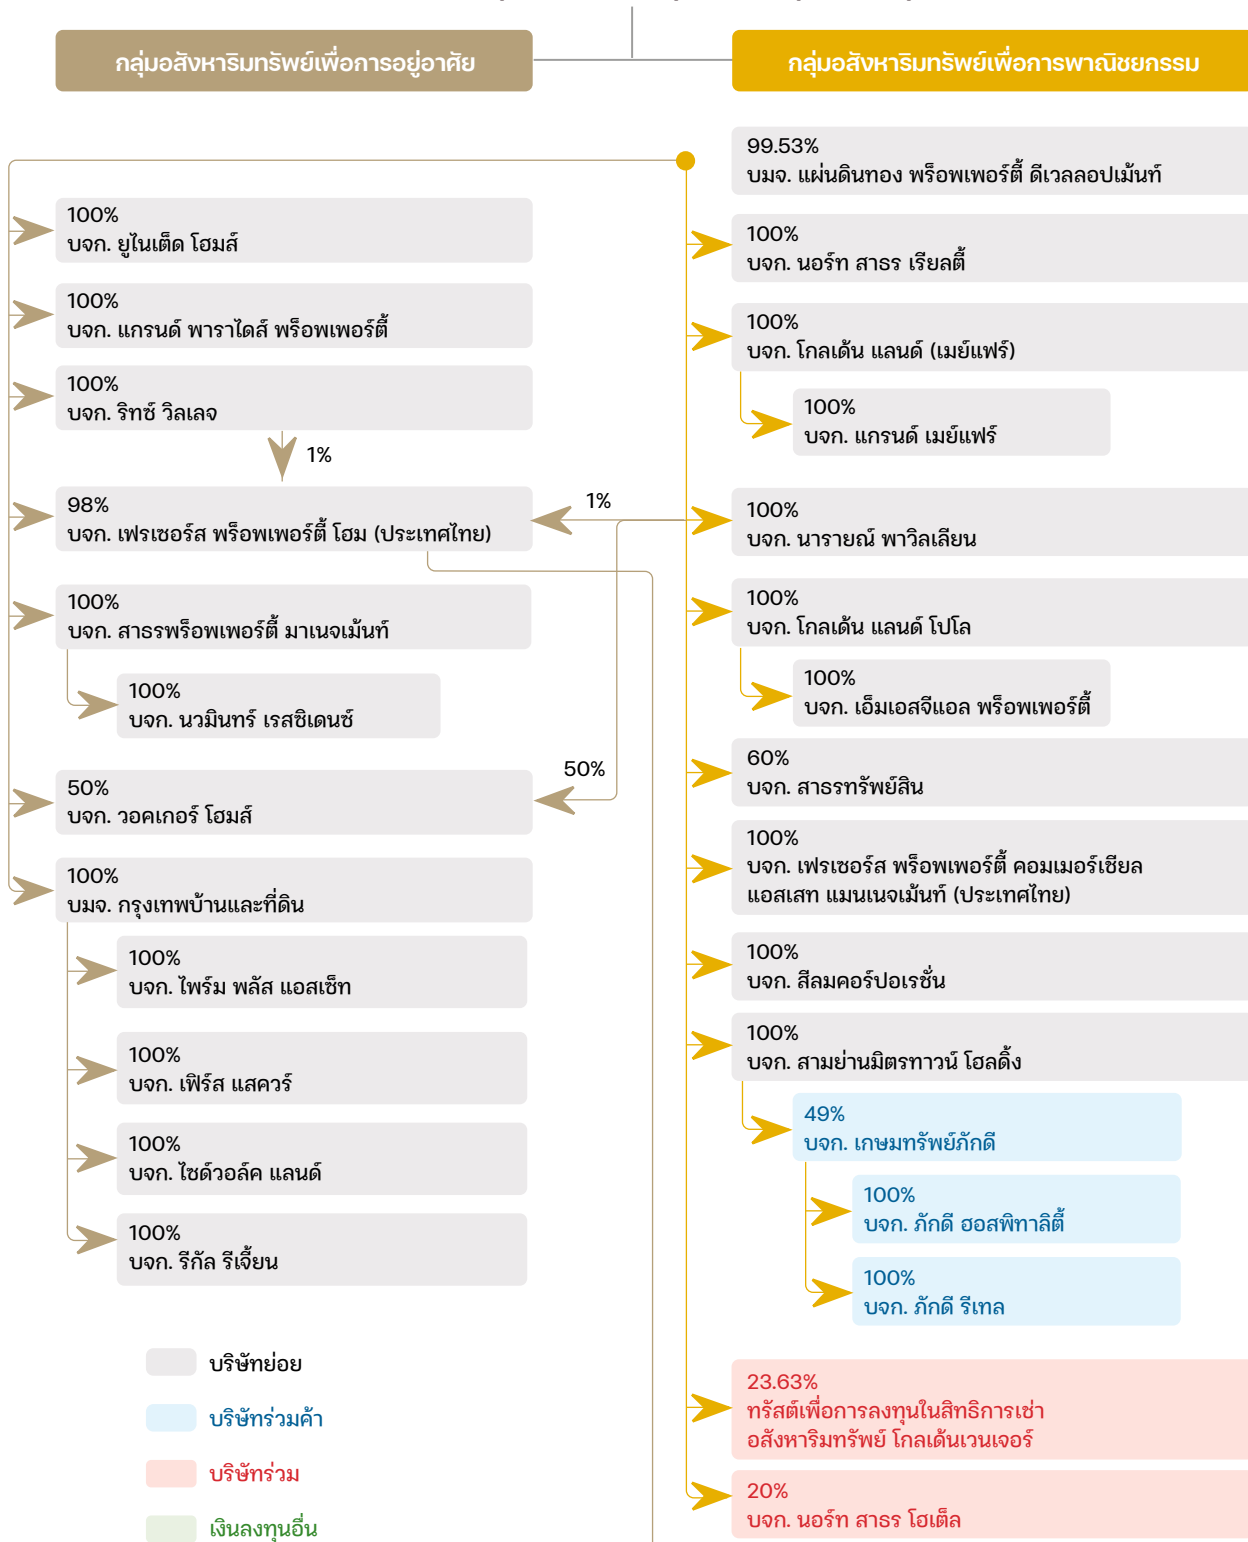 กลุ่มอสังหาริมทรัพย์เพื่อการอยู่อาศัย
กลุ่มอสังหาริมทรัพย์เพื่อการพาณิชยกรรม
100%
บจก. ยูไนเต็ด โฮมส์
100%
บจก. แกรนด์ พาราไดส์ พร็อพเพอร์ตี้
100%
บจก. ริทซ์ วิลเลจ
1%
98%
บจก. เฟรเซอร์ส พร็อพเพอร์ตี้ โฮม (ประเทศไทย)
1%
100%
บจก. สาธรพร็อพเพอร์ตี้ มาเนจเม้นท์
100%
บจก. นวมินทร์ เรสซิเดนซ์
50%
บจก. วอคเกอร์ โฮมส์
50%
100%
บมจ. กรุงเทพบ้านและที่ดิน
100%
บจก. ไพร์ม พลัส แอสเซ็ท
100%
บจก. เฟิร์ส แสควร์
100%
บจก. ไซด์วอล์ค แลนด์
100%
บจก. รีกัล รีเจี้ยน
บริษัทย่อย
บริษัทร่วมค้า
บริษัทร่วม
เงินลงทุนอื่น
99.53%
บมจ. แผ่นดินทอง พร็อพเพอร์ตี้ ดีเวลลอปเม้นท์
100%
บจก. นอร์ท สาธร เรียลตี้
100%
บจก. โกลเด้น แลนด์ (เมย์แฟร์)
100%
บจก. แกรนด์ เมย์แฟร์
100%
บจก. นารายณ์ พาวิลเลียน
100%
บจก. โกลเด้น แลนด์ โปโล
100%
บจก. เอ็มเอสจีแอล พร็อพเพอร์ตี้
60%
บจก. สาธรทรัพย์สิน
100%
บจก. เฟรเซอร์ส พร็อพเพอร์ตี้ คอมเมอร์เชียล
แอสเสท แมนเนจเม้นท์ (ประเทศไทย)
100%
บจก. สีลมคอร์ปอเรชั่น
100%
บจก. สามย่านมิตรทาวน์ โฮลดิ้ง
49%
บจก. เกษมทรัพย์ภักดี
100%
บจก. ภักดี ฮอสพิทาลิตี้
100%
บจก. ภักดี รีเทล
23.63%
ทรัสต์เพื่อการลงทุนในสิทธิการเช่า
อสังหาริมทรัพย์ โกลเด้นเวนเจอร์
20%
บจก. นอร์ท สาธร โฮเต็ล